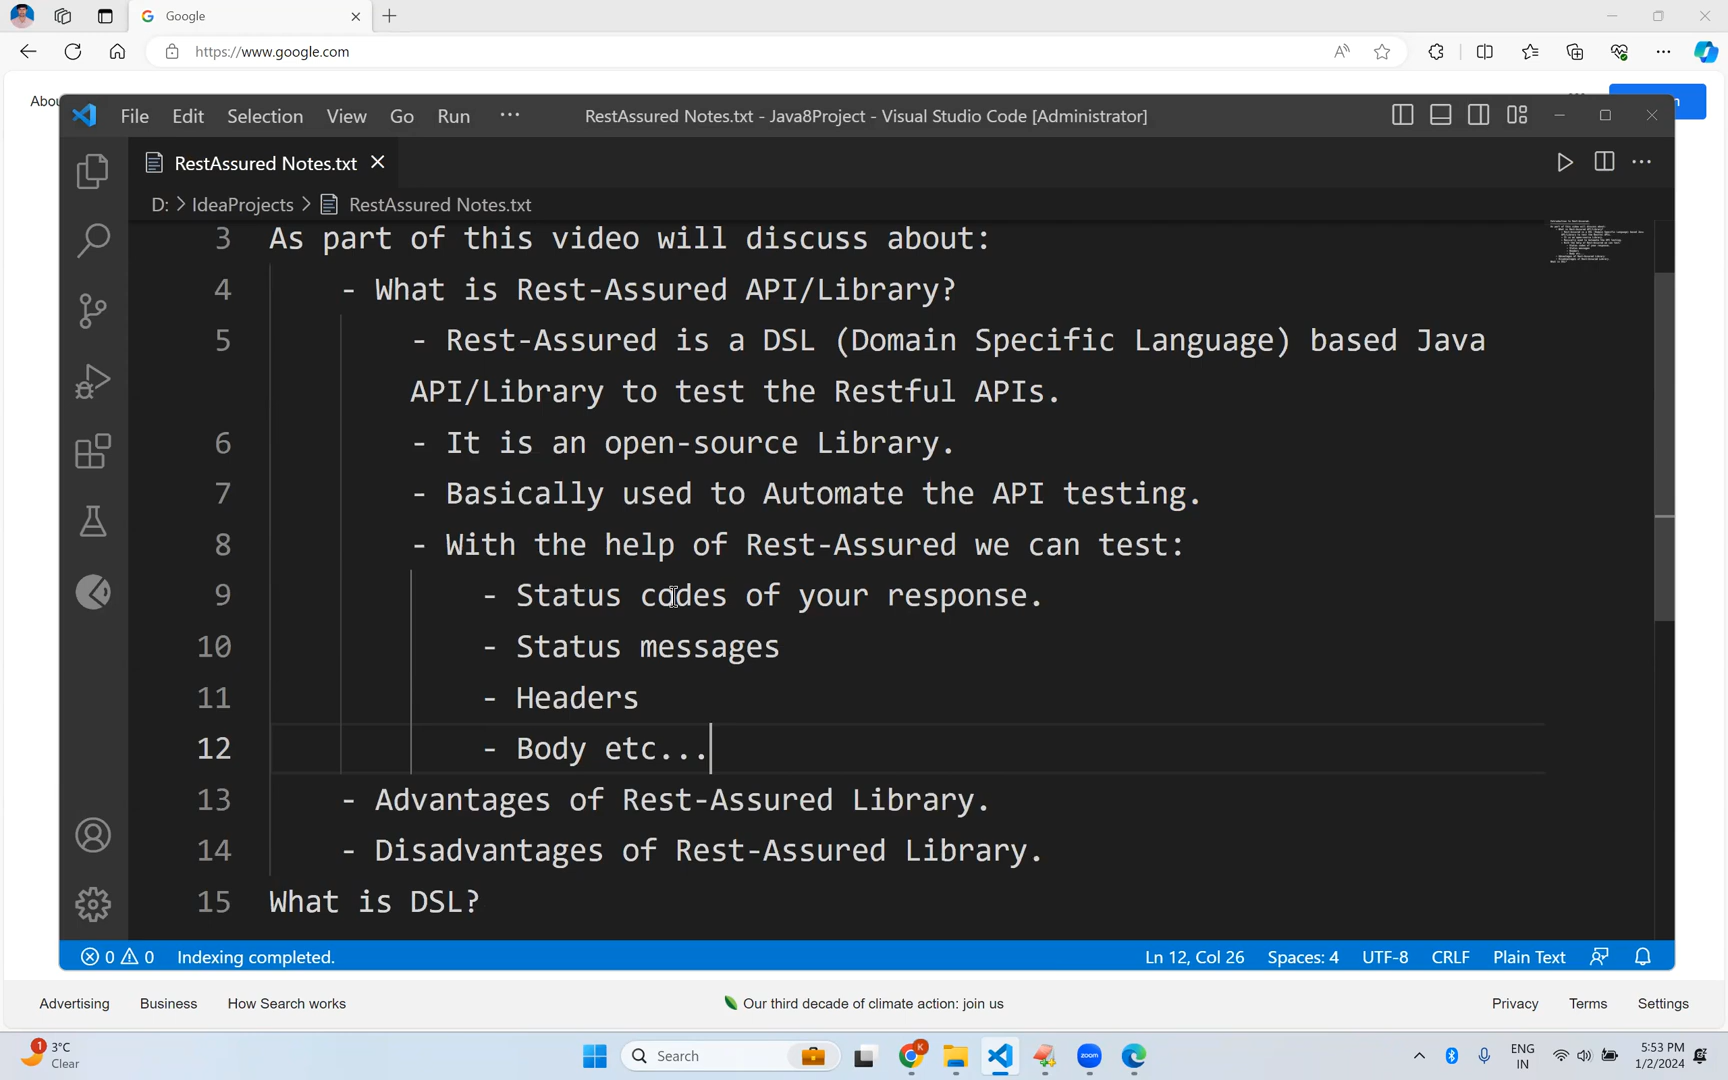 Google
https://www.google.com
Abou
File Edit Selection View Go Run ... RestAssured Notes.txt - Java8Project - Visual Studio Code [Administrator]
RestAssured Notes.txt
D: > IdeaProjects > RestAssured Notes.txt
3 As part of this video will discuss about:
4 - What is Rest-Assured API/Library?
5 - Rest-Assured is a DSL (Domain Specific Language) based Java
API/Library to test the Restful APIs.
6 - It is an open-source Library.
7 - Basically used to Automate the API testing.
8 - With the help of Rest-Assured we can test:
9 - Status codes of your response.
10 - Status messages
11 - Headers
12 - Body etc...
13 - Advantages of Rest-Assured Library.
14 - Disadvantages of Rest-Assured Library.
15 What is DSL?
0 0 Indexing completed. Ln 12, Col 26 Spaces: 4 UTF-8 CRLF Plain Text
Advertising Business How Search works Our third decade of climate action: join us Privacy Terms Settings
1 3°C
Clear
Search
K
zoom
ENG
IN
5:53 PM
1/2/2024